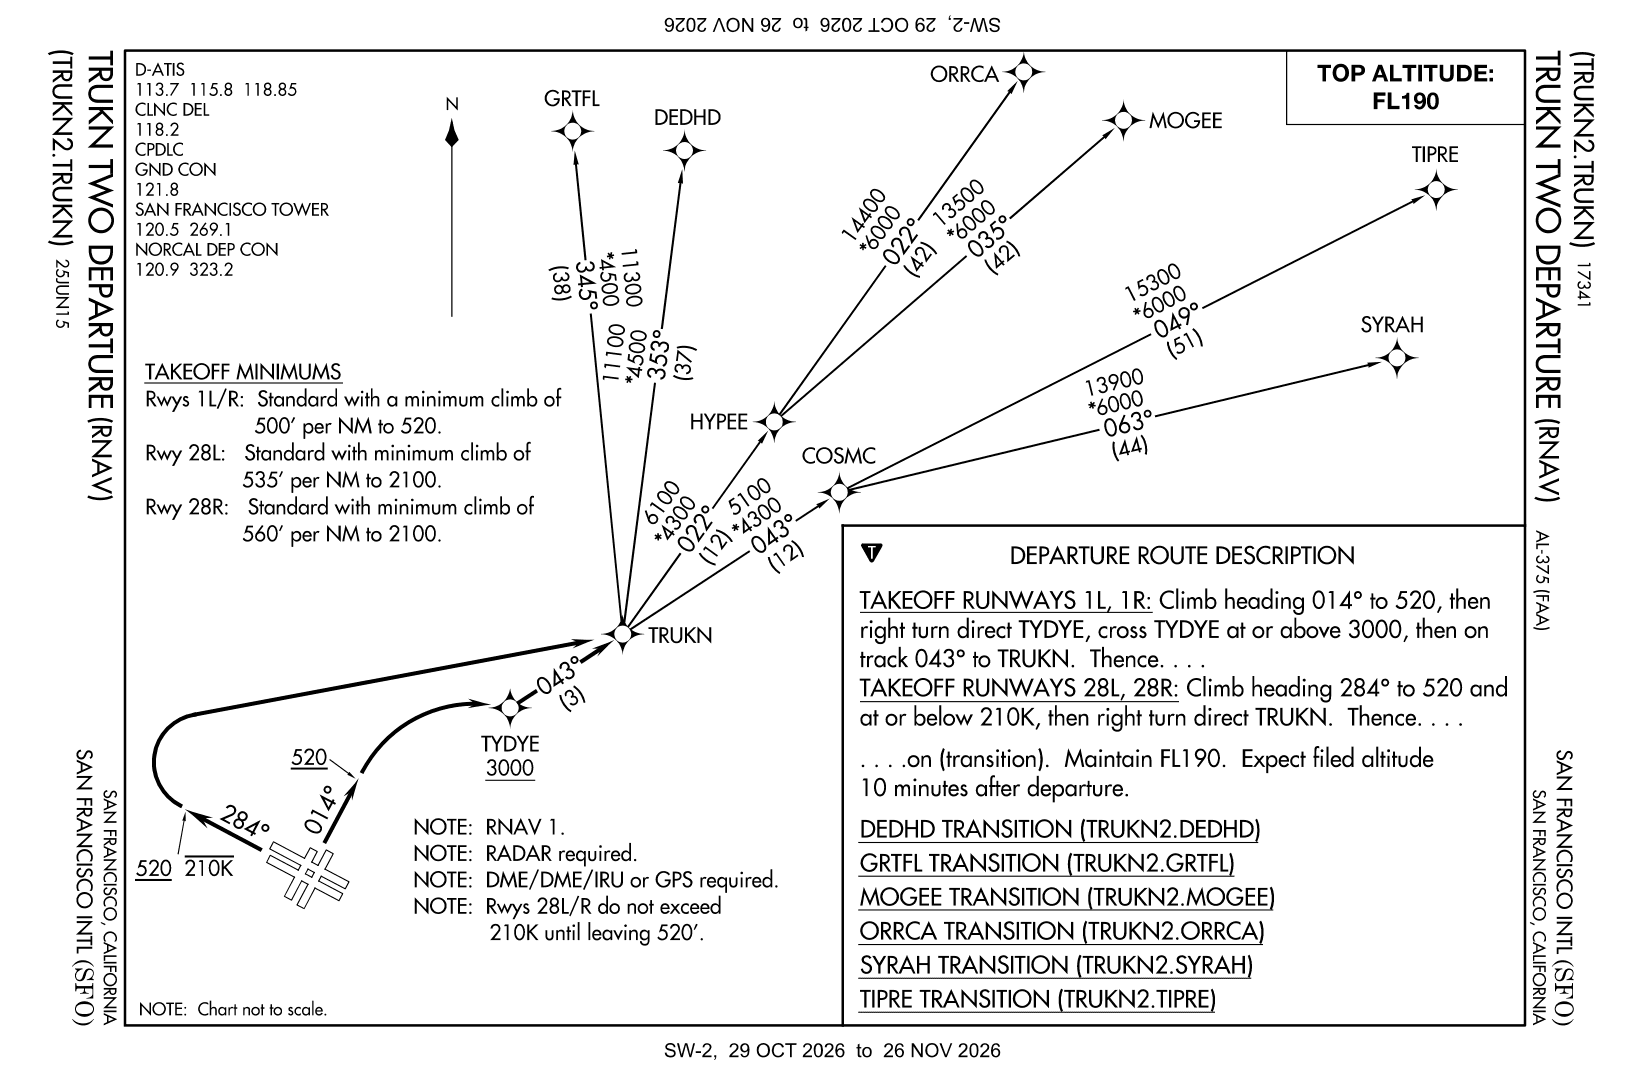 SW-2, 29 OCT 2026 to 26 NOV 2026
(TRUKN2.TRUKN) 25JUN15
TRUKN TWO DEPARTURE (RNAV)
SAN FRANCISCO INTL (SFO)
SAN FRANCISCO, CALIFORNIA
D-ATIS
113.7 115.8 118.85
CLNC DEL
118.2
CPDLC
GND CON
121.8
SAN FRANCISCO TOWER
120.5 269.1
NORCAL DEP CON
120.9 323.2
N
TOP ALTITUDE:
FL190
GRTFL
DEDHD
ORRCA
MOGEE
TIPRE
SYRAH
HYPEE
COSMC
TRUKN
11300
*4500
345°
(38)
11100
*4500
353°
(37)
14400
*6000
022°
(42)
13500
*6000
035°
(42)
15300
*6000
049°
(51)
13900
*6000
063°
(44)
6100
*4300
022°
(12)
5100
*4300
043°
(12)
TAKEOFF MINIMUMS
Rwys 1L/R: Standard with a minimum climb of
500′ per NM to 520.
Rwy 28L: Standard with minimum climb of
535′ per NM to 2100.
Rwy 28R: Standard with minimum climb of
560′ per NM to 2100.
043°
(3)
TYDYE
3000
520
014°
284°
520 210K
NOTE: RNAV 1.
NOTE: RADAR required.
NOTE: DME/DME/IRU or GPS required.
NOTE: Rwys 28L/R do not exceed
210K until leaving 520′.
NOTE: Chart not to scale.
T
DEPARTURE ROUTE DESCRIPTION
TAKEOFF RUNWAYS 1L, 1R: Climb heading 014° to 520, then
right turn direct TYDYE, cross TYDYE at or above 3000, then on
track 043° to TRUKN. Thence. . . .
TAKEOFF RUNWAYS 28L, 28R: Climb heading 284° to 520 and
at or below 210K, then right turn direct TRUKN. Thence. . . .
. . . .on (transition). Maintain FL190. Expect filed altitude
10 minutes after departure.
DEDHD TRANSITION (TRUKN2.DEDHD)
GRTFL TRANSITION (TRUKN2.GRTFL)
MOGEE TRANSITION (TRUKN2.MOGEE)
ORRCA TRANSITION (TRUKN2.ORRCA)
SYRAH TRANSITION (TRUKN2.SYRAH)
TIPRE TRANSITION (TRUKN2.TIPRE)
(TRUKN2.TRUKN) 17341
TRUKN TWO DEPARTURE (RNAV)
AL-375 (FAA)
SAN FRANCISCO INTL (SFO)
SAN FRANCISCO, CALIFORNIA
SW-2, 29 OCT 2026 to 26 NOV 2026